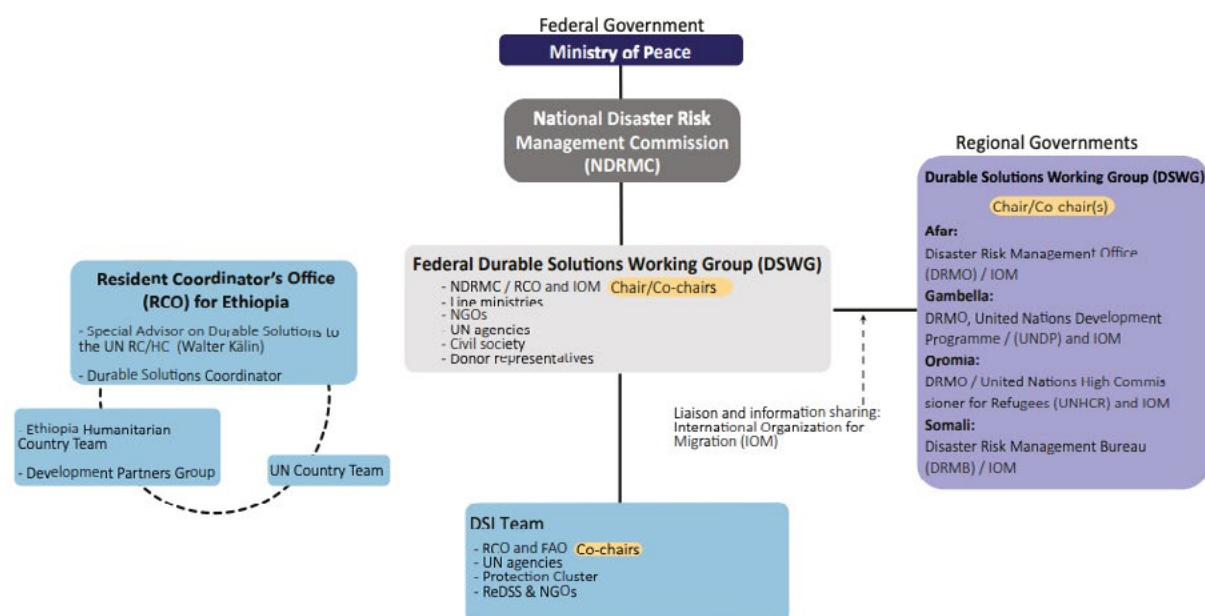 Federal Government
Ministry of Peace
National Disaster Risk
Management Commission
(NDRMC)
Regional Governments
Durable Solutions Working Group (DSWG)
Chair/Co chair(s)
Afar:
Disaster Risk Management Office
(DRMO) / IOM
Gambella:
DRMO, United Nations Development
Programme / (UNDP) and IOM
Oromia:
DRMO / United Nations High Commis
sioner for Refugees (UNHCR) and IOM
Somali:
Disaster Risk Management Bureau
(DRMB) / IOM
Federal Durable Solutions Working Group (DSWG)
- NDRMC / RCO and IOM Chair/Co-chairs
- Line ministries
- NGOs
- UN agencies
- Civil society
- Donor representatives
Liaison and information sharing:
International Organization for
Migration (IOM)
Resident Coordinator's Office
(RCO) for Ethiopia
- Special Advisor on Durable Solutions to
the UN RC/HC (Walter Kälin)
- Durable Solutions Coordinator
- Ethiopia Humanitarian
Country Team
- Development Partners Group
UN Country Team
DSI Team
- RCO and FAO Co-chairs
- UN agencies
- Protection Cluster
- ReDSS & NGOs